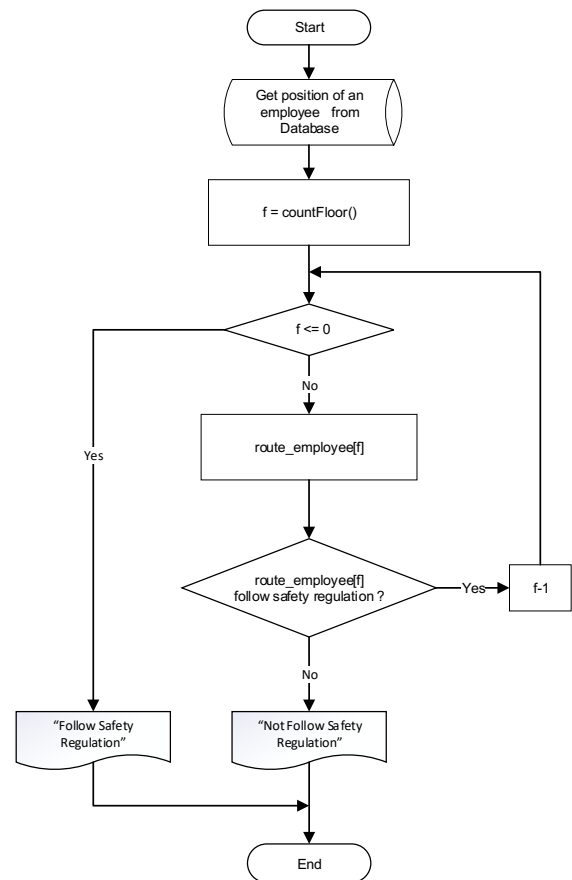 Start
Get position of an
employee from
Database
f = countFloor()
f <= 0
No
Yes
route_employee[f]
route_employee[f]
follow safety regulation ?
Yes
f-1
No
“Follow Safety
Regulation”
“Not Follow Safety
Regulation”
End